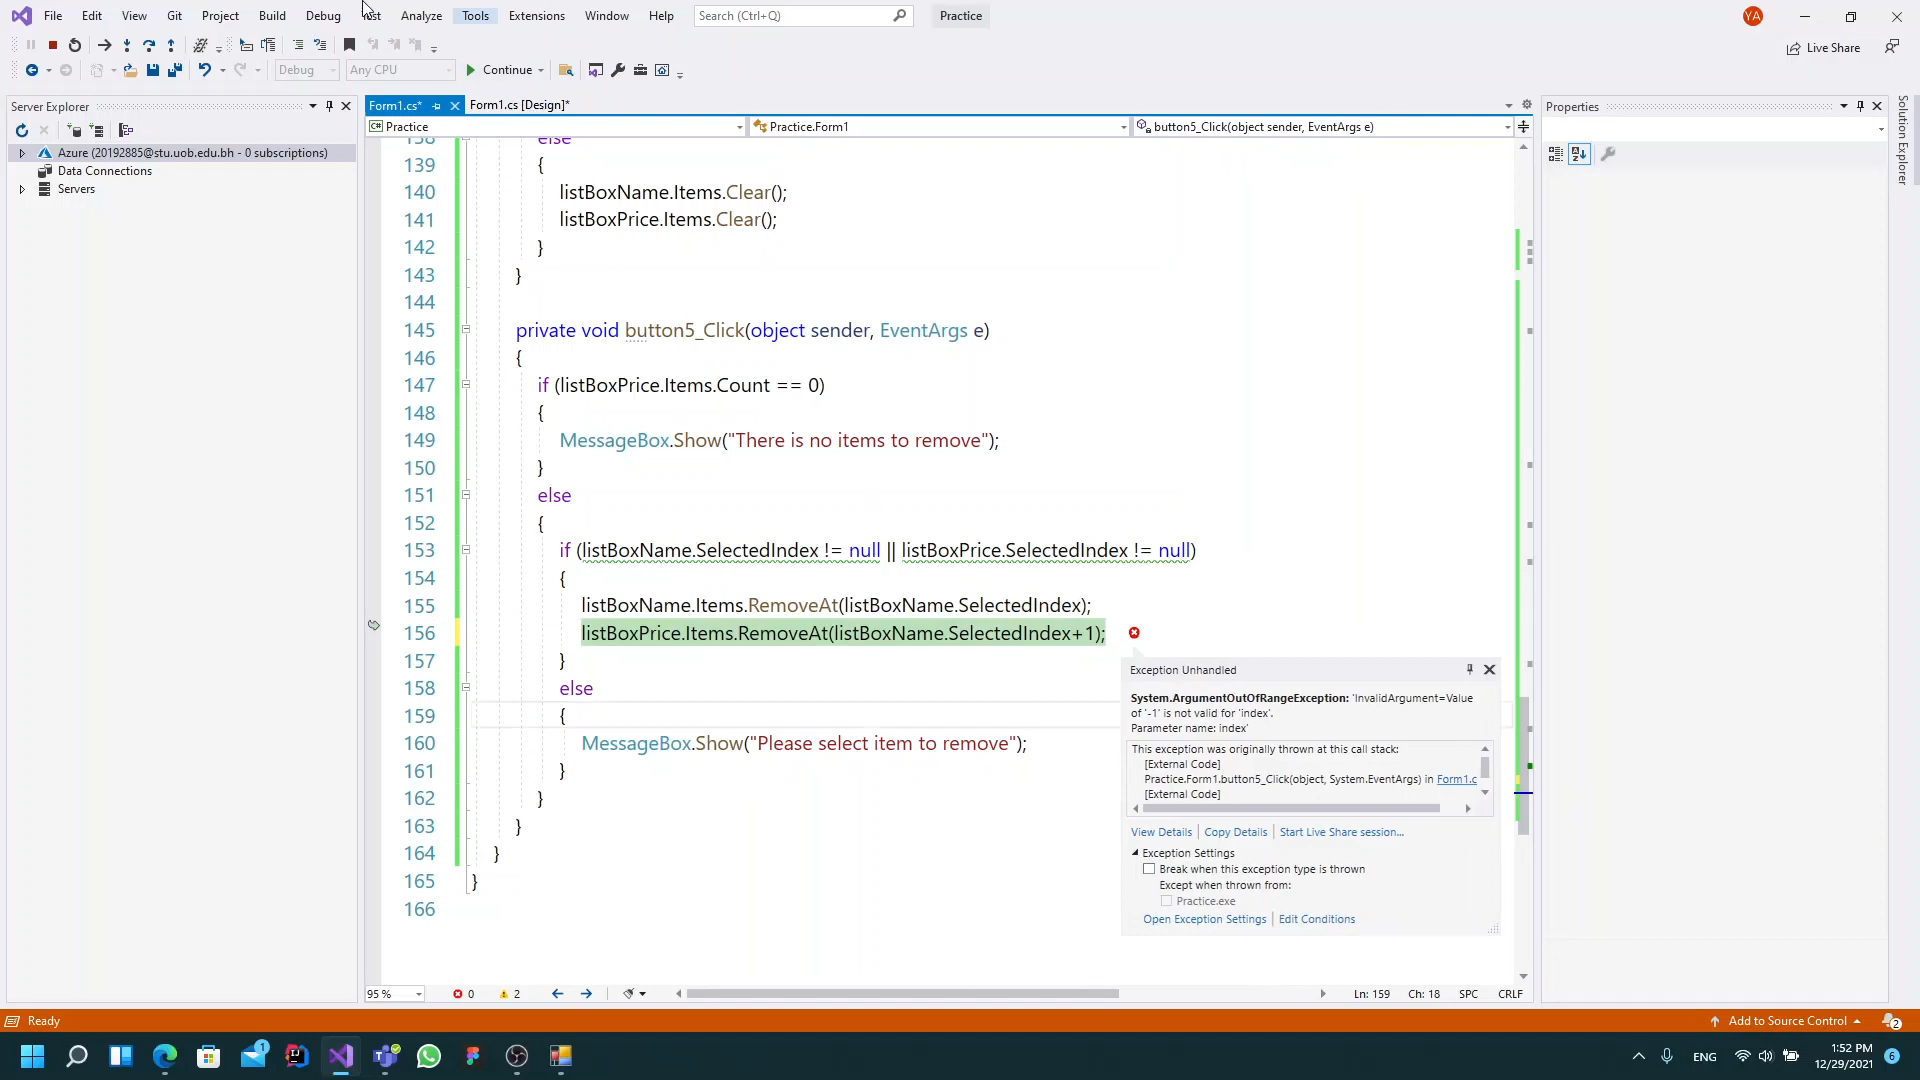 File Edit View Git Project Build Debug Analyze Tools Extensions Window Help Search (Ctrl+Q) Practice YA
Live Share
Debug Any CPU Continue
Server Explorer
Form1.cs* Form1.cs [Design]*
Properties
Practice Practice.Form1 button5_Click(object sender, EventArgs e)
Solution Explorer
Azure (20192885@stu.uob.edu.bh - 0 subscriptions)
Data Connections
Servers
138 else
139 {
140 listBoxName.Items.Clear();
141 listBoxPrice.Items.Clear();
142 }
143 }
144
145 private void button5_Click(object sender, EventArgs e)
146 {
147 if (listBoxPrice.Items.Count == 0)
148 {
149 MessageBox.Show("There is no items to remove");
150 }
151 else
152 {
153 if (listBoxName.SelectedIndex != null || listBoxPrice.SelectedIndex != null)
154 {
155 listBoxName.Items.RemoveAt(listBoxName.SelectedIndex);
156 listBoxPrice.Items.RemoveAt(listBoxName.SelectedIndex+1);
157 }
158 else
159 {
160 MessageBox.Show("Please select item to remove");
161 }
162 }
163 }
164 }
165 }
166
Exception Unhandled
System.ArgumentOutOfRangeException: 'InvalidArgument=Value
of '-1' is not valid for 'index'.
Parameter name: index'
This exception was originally thrown at this call stack:
[External Code]
Practice.Form1.button5_Click(object, System.EventArgs) in Form1.c
[External Code]
View Details | Copy Details | Start Live Share session...
Exception Settings
Break when this exception type is thrown
Except when thrown from:
Practice.exe
Open Exception Settings | Edit Conditions
95 % 0 2 Ln: 159 Ch: 18 SPC CRLF
Ready Add to Source Control 2
1 ENG 1:52 PM 6
12/29/2021